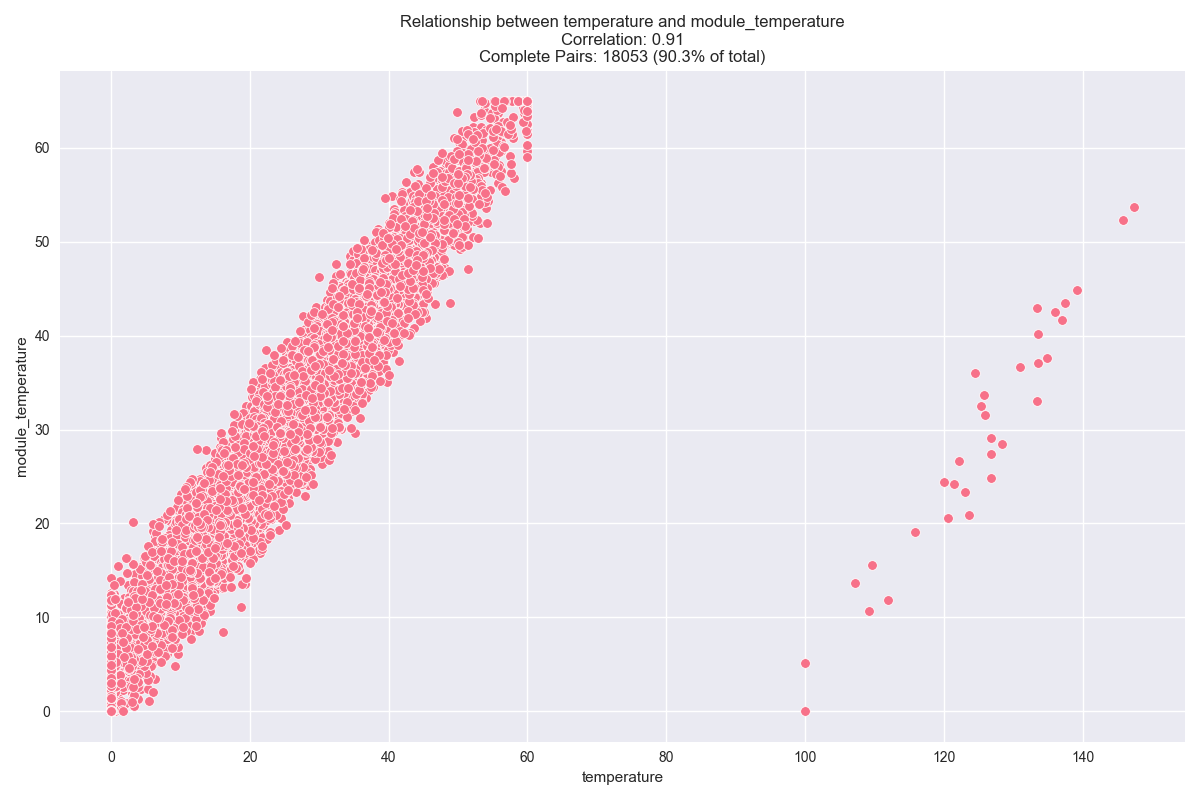 Relationship between temperature and module_temperature
Correlation: 0.91
Complete Pairs: 18053 (90.3% of total)
module_temperature
60
50
40
30
20
10
0
0 20 40 60 80 100 120 140
temperature